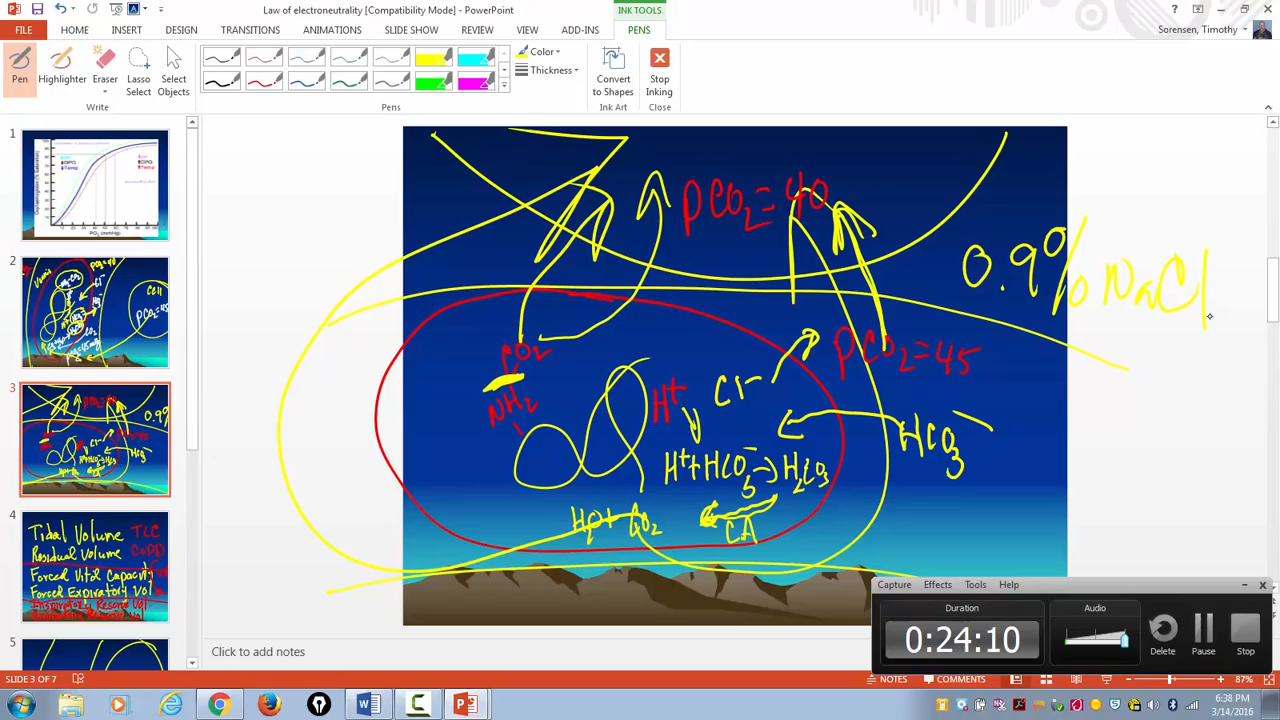 Law of electroneutrality [Compatibility Mode] - PowerPoint
INK TOOLS
FILE HOME INSERT DESIGN TRANSITIONS ANIMATIONS SLIDE SHOW REVIEW VIEW ADD-INS PENS
Sorensen, Timothy
Pen Highlighter Eraser Lasso Select Select Objects
Color
Thickness
Convert to Shapes
Stop Inking
Write Pens Ink Art Close
1
2
3
4
Tidal Volume TLC
Residual Volume COPD
Forced Vital Capacity
Forced Expiratory Vol
5
PCO2=40
0.9% NaCl
CO2
PCO2=45
NH2
H+
Cl-
HCO3-
H++HCO3-→H2CO3
H2O+ CO2
CA
Click to add notes
Capture Effects Tools Help
Duration
0:24:10
Audio
Delete Pause Stop
SLIDE 3 OF 7
NOTES COMMENTS
87%
6:38 PM
3/14/2016